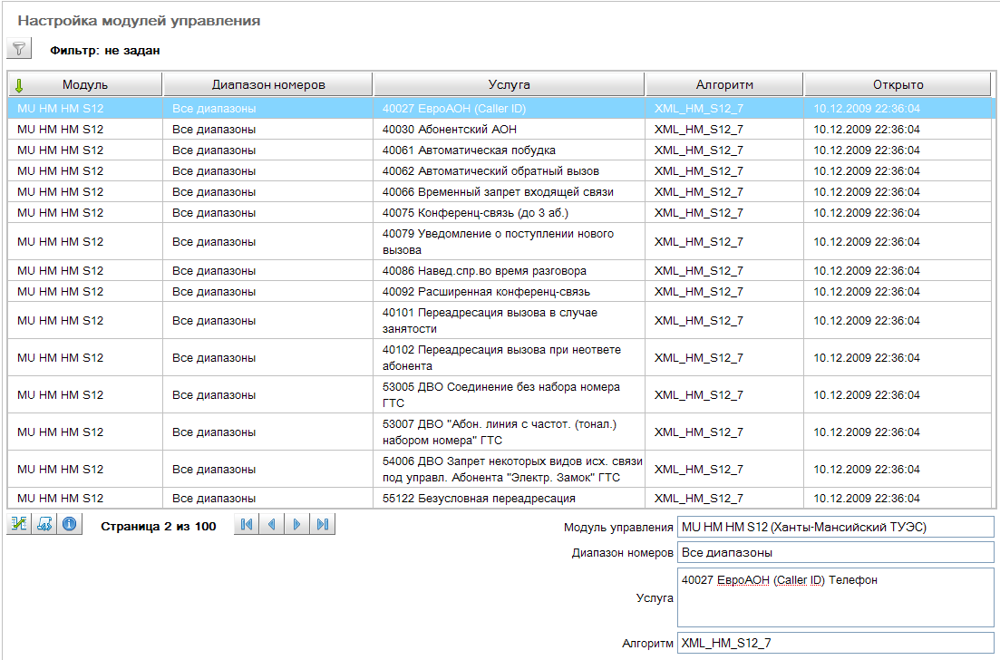 Настройка модулей управления
Фильтр: не задан
Модуль Диапазон номеров Услуга Алгоритм Открыто
MU HM HM S12 Все диапазоны 40027 ЕвроАОН (Caller ID) XML_HM_S12_7 10.12.2009 22:36:04
MU HM HM S12 Все диапазоны 40030 Абонентский АОН XML_HM_S12_7 10.12.2009 22:36:04
MU HM HM S12 Все диапазоны 40061 Автоматическая побудка XML_HM_S12_7 10.12.2009 22:36:04
MU HM HM S12 Все диапазоны 40062 Автоматический обратный вызов XML_HM_S12_7 10.12.2009 22:36:04
MU HM HM S12 Все диапазоны 40066 Временный запрет входящей связи XML_HM_S12_7 10.12.2009 22:36:04
MU HM HM S12 Все диапазоны 40075 Конференц-связь (до 3 аб.) XML_HM_S12_7 10.12.2009 22:36:04
MU HM HM S12 Все диапазоны 40079 Уведомление о поступлении нового
вызова XML_HM_S12_7 10.12.2009 22:36:04
MU HM HM S12 Все диапазоны 40086 Навед.спр.во время разговора XML_HM_S12_7 10.12.2009 22:36:04
MU HM HM S12 Все диапазоны 40092 Расширенная конференц-связь XML_HM_S12_7 10.12.2009 22:36:04
MU HM HM S12 Все диапазоны 40101 Переадресация вызова в случае
занятости XML_HM_S12_7 10.12.2009 22:36:04
MU HM HM S12 Все диапазоны 40102 Переадресация вызова при неответе
абонента XML_HM_S12_7 10.12.2009 22:36:04
MU HM HM S12 Все диапазоны 53005 ДВО Соединение без набора номера
ГТС XML_HM_S12_7 10.12.2009 22:36:04
MU HM HM S12 Все диапазоны 53007 ДВО "Абон. линия с частот. (тонал.)
набором номера" ГТС XML_HM_S12_7 10.12.2009 22:36:04
MU HM HM S12 Все диапазоны 54006 ДВО Запрет некоторых видов исх. связи
под управл. Абонента "Электр. Замок" ГТС XML_HM_S12_7 10.12.2009 22:36:04
MU HM HM S12 Все диапазоны 55122 Безусловная переадресация XML_HM_S12_7 10.12.2009 22:36:04
Страница 2 из 100
Модуль управления MU HM HM S12 (Ханты-Мансийский ТУЭС)
Диапазон номеров Все диапазоны
Услуга 40027 ЕвроАОН (Caller ID) Телефон
Алгоритм XML_HM_S12_7